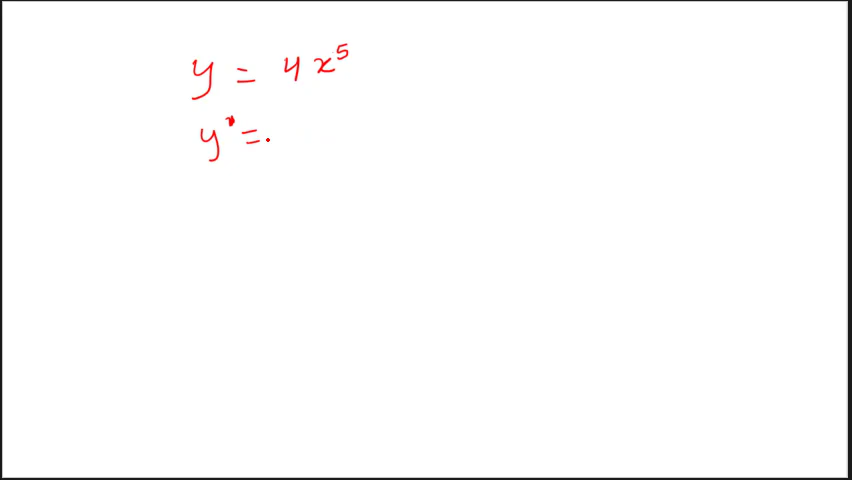 y = 4x⁵
y' =